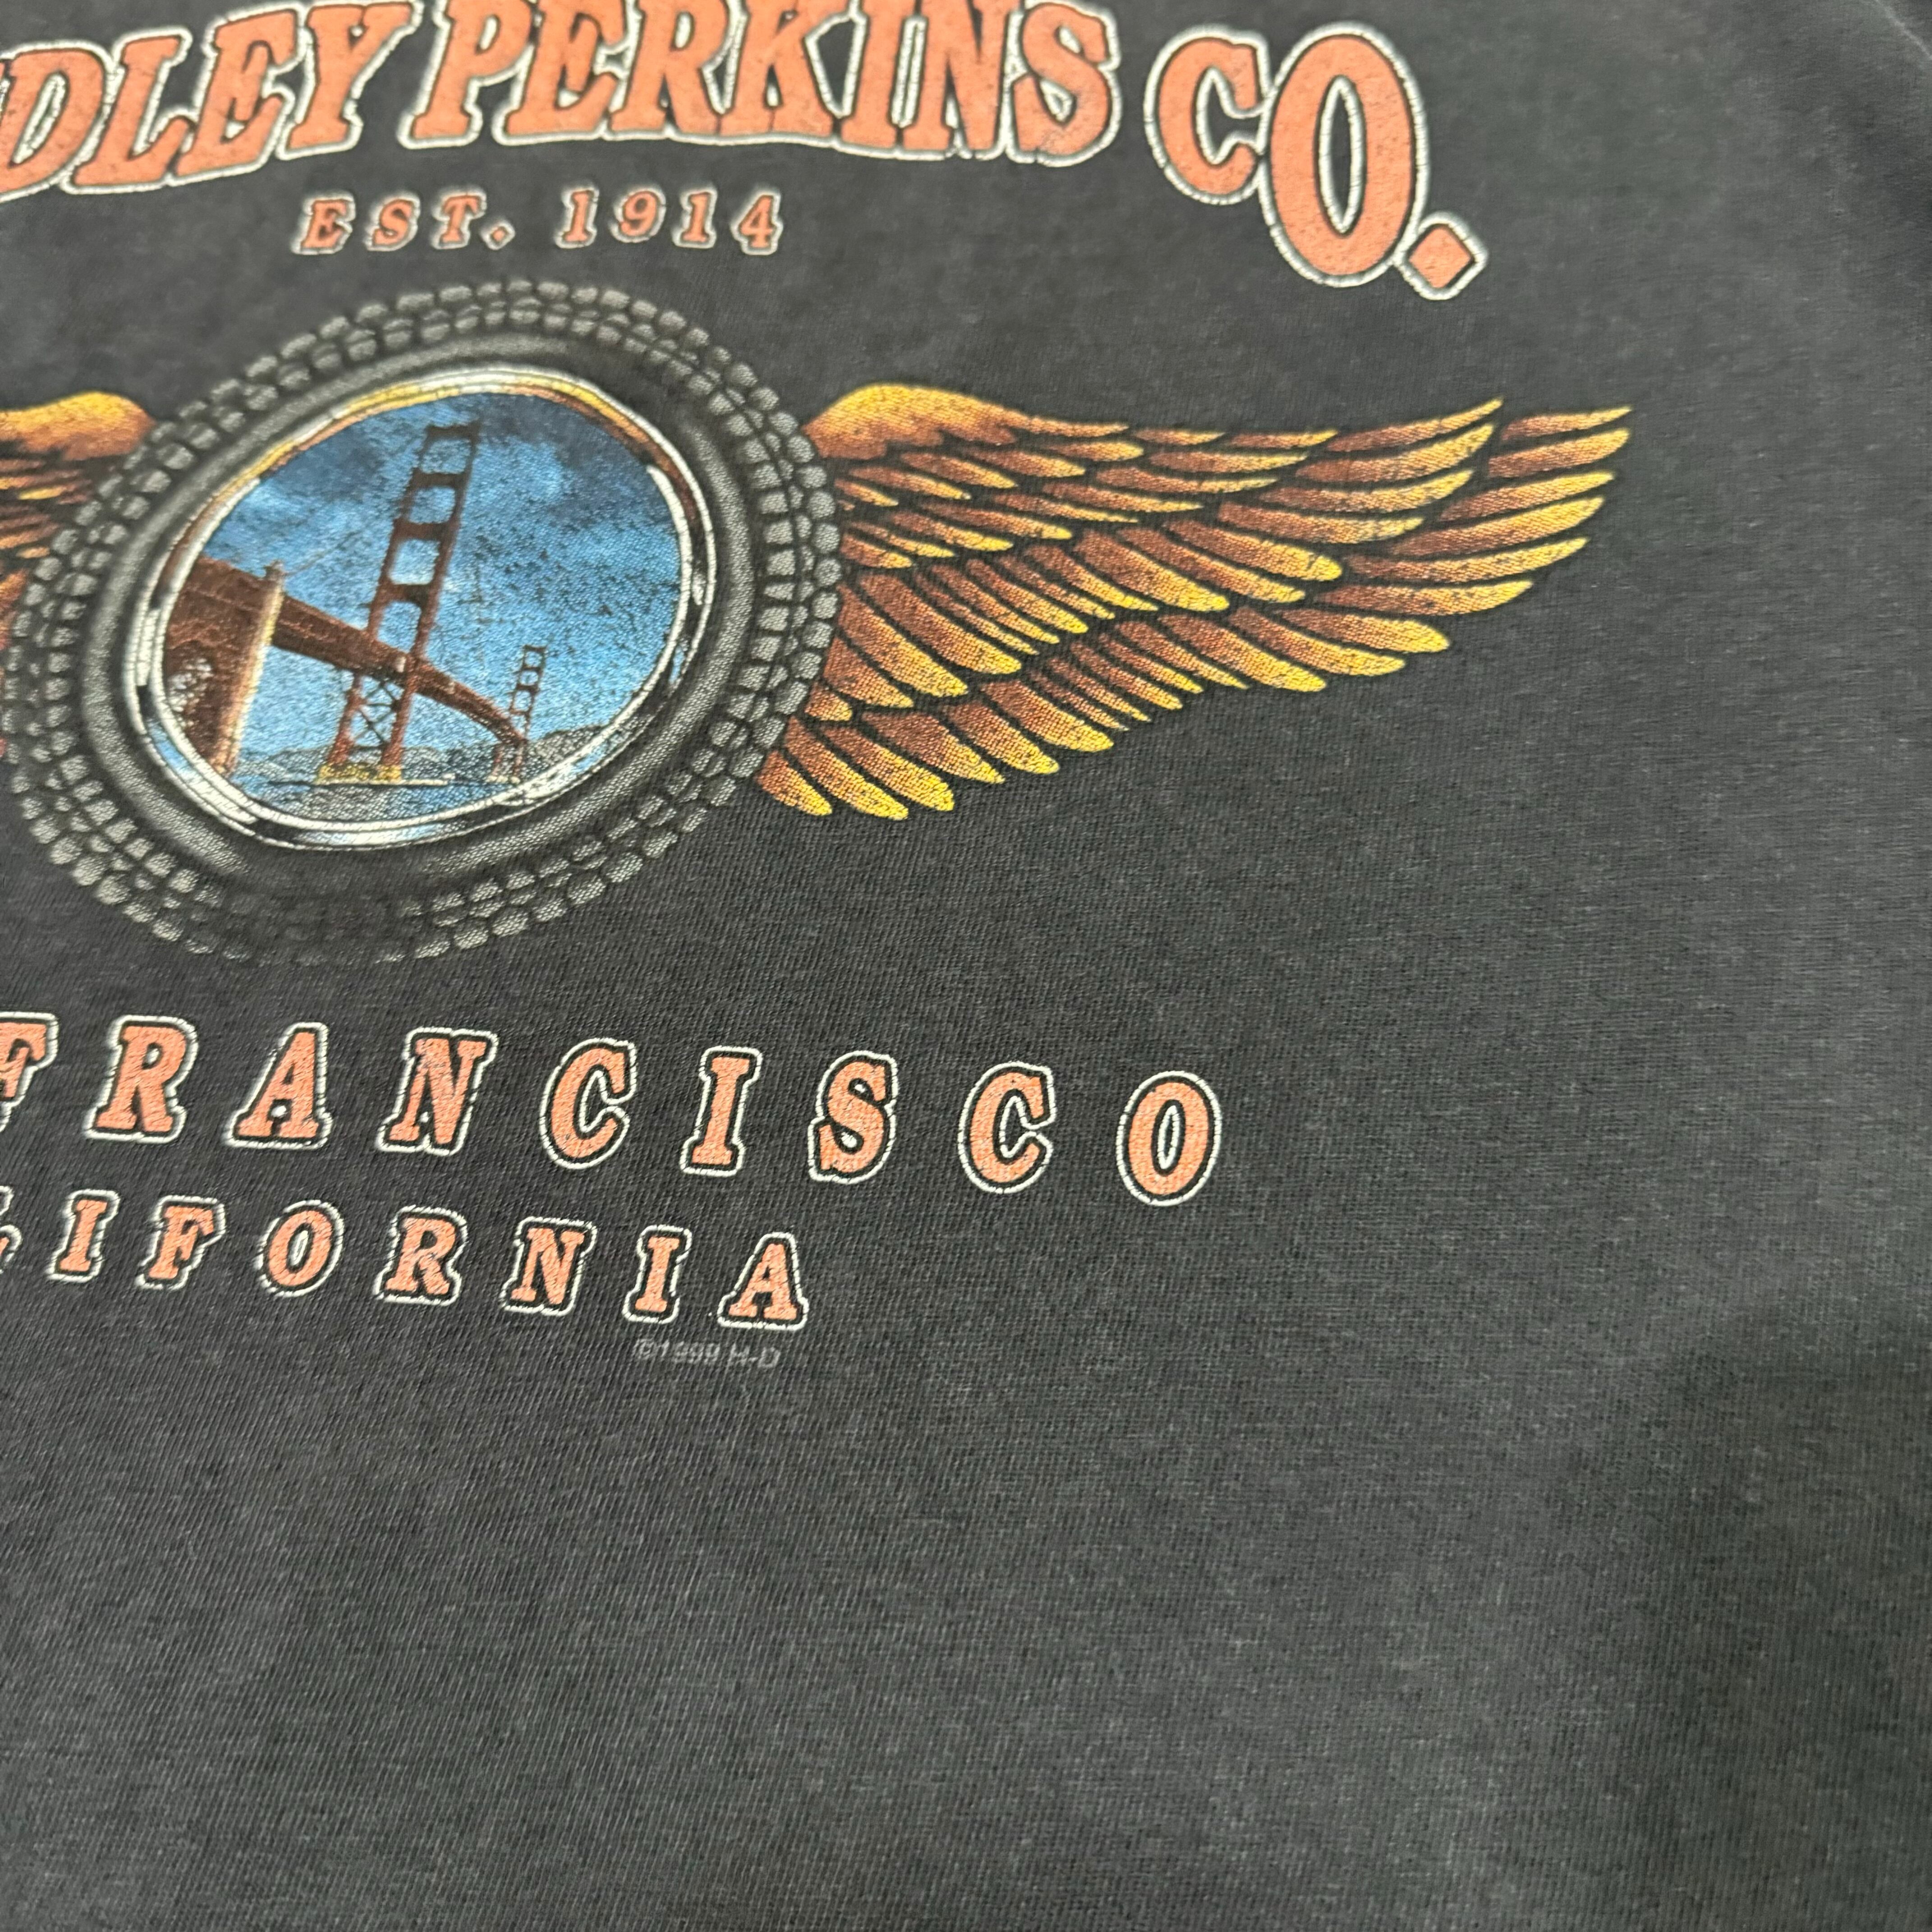 DLEY PERKINS CO.
EST. 1914
FRANCISCO
LIFORNIA
©1999 H-D